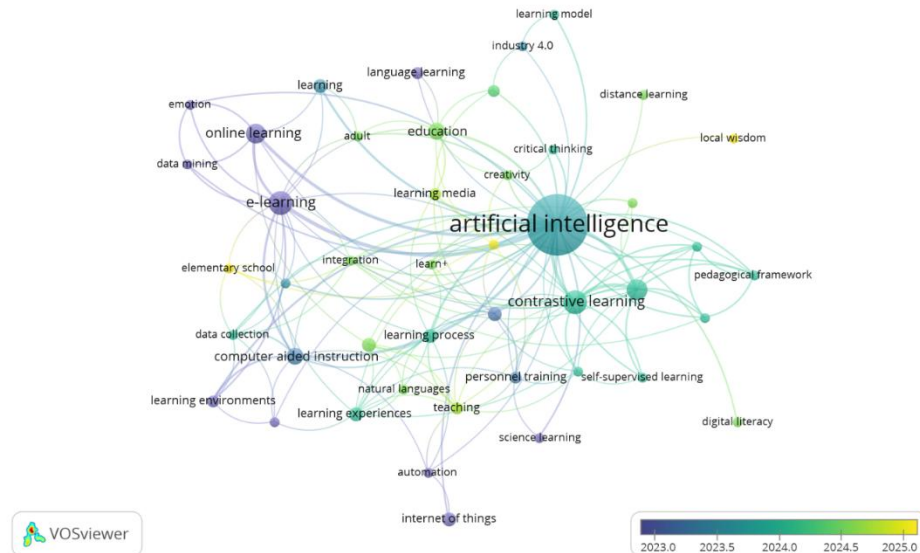 learning model
industry 4.0
language learning
learning
distance learning
emotion
online learning
adult
education
local wisdom
critical thinking
data mining
creativity
learning media
e-learning
artificial intelligence
elementary school
integration
learn+
pedagogical framework
contrastive learning
data collection
learning process
computer aided instruction
personnel training
self-supervised learning
natural languages
learning environments
learning experiences
teaching
digital literacy
science learning
automation
internet of things
VOSviewer
2023.0 2023.5 2024.0 2024.5 2025.0